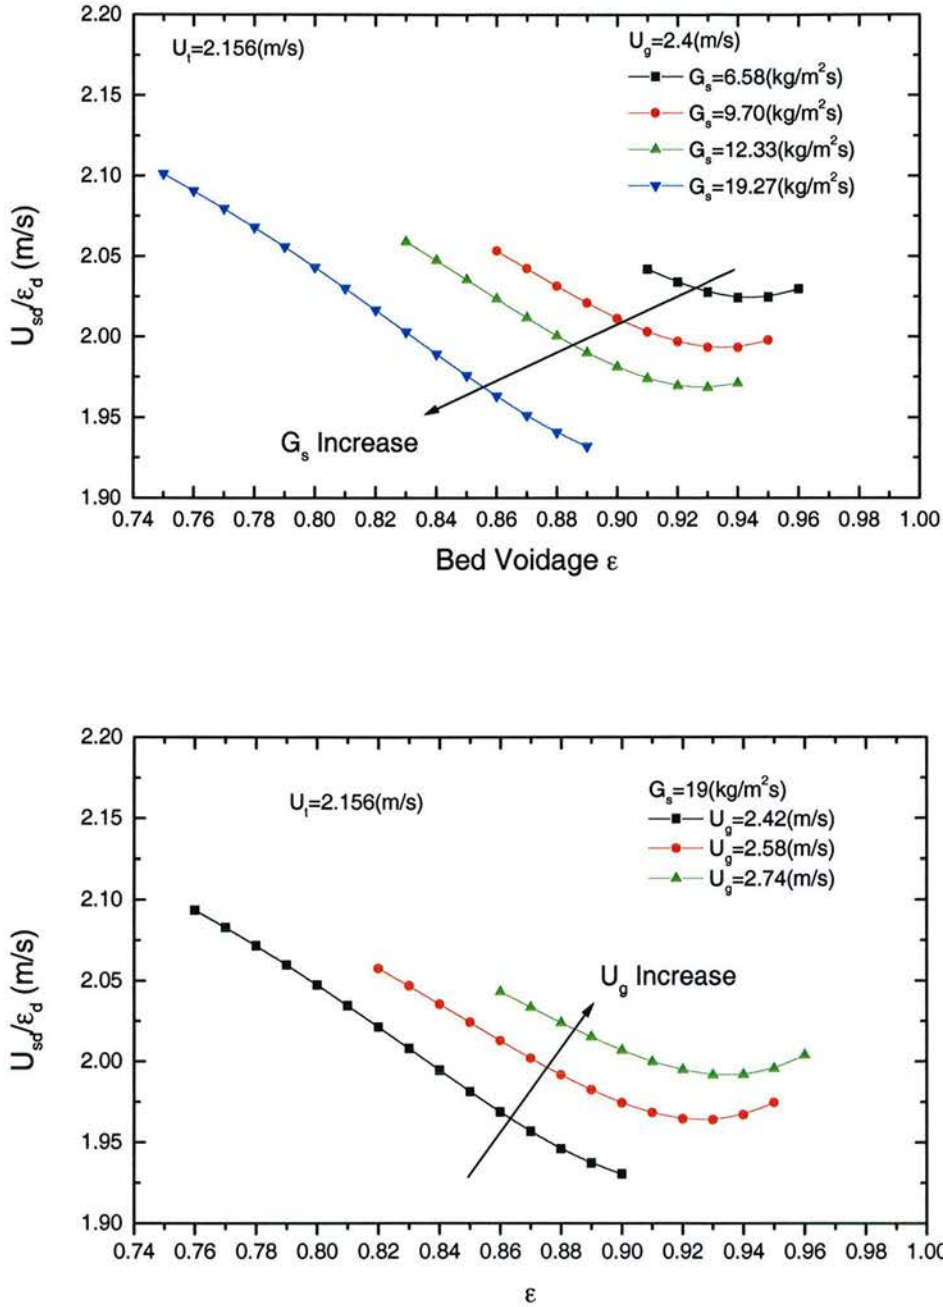 2.20
U_t=2.156(m/s)
U_g=2.4(m/s)
G_s=6.58(kg/m²s)
2.15
G_s=9.70(kg/m²s)
G_s=12.33(kg/m²s)
2.10
G_s=19.27(kg/m²s)
U_sd/ε_d (m/s)
2.05
2.00
1.95
G_s Increase
1.90
0.74 0.76 0.78 0.80 0.82 0.84 0.86 0.88 0.90 0.92 0.94 0.96 0.98 1.00
Bed Voidage ε
2.20
U_t=2.156(m/s)
G_s=19(kg/m²s)
2.15
U_g=2.42(m/s)
U_g=2.58(m/s)
U_g=2.74(m/s)
2.10
U_sd/ε_d (m/s)
2.05
U_g Increase
2.00
1.95
1.90
0.74 0.76 0.78 0.80 0.82 0.84 0.86 0.88 0.90 0.92 0.94 0.96 0.98 1.00
ε